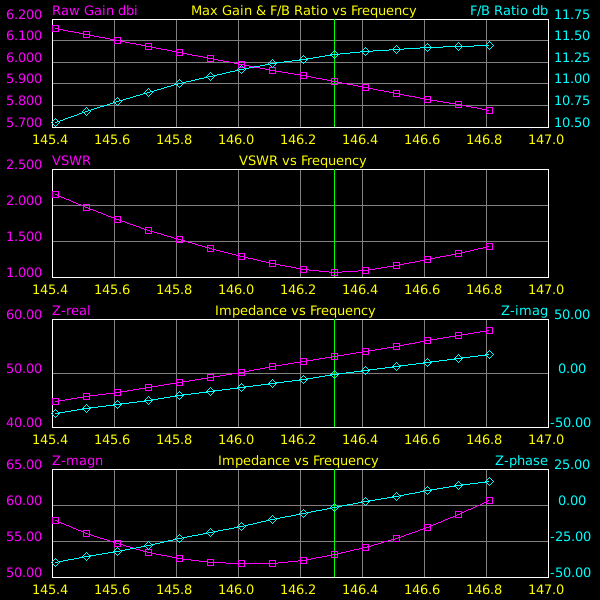 Raw Gain dbi Max Gain & F/B Ratio vs Frequency F/B Ratio db
6.200 11.75
6.100 11.50
6.000 11.25
5.900 11.00
5.800 10.75
5.700 10.50
145.4 145.6 145.8 146.0 146.2 146.4 146.6 146.8 147.0
VSWR VSWR vs Frequency
2.500
2.000
1.500
1.000
145.4 145.6 145.8 146.0 146.2 146.4 146.6 146.8 147.0
Z-real Impedance vs Frequency Z-imag
60.00 50.00
50.00 0.00
40.00 -50.00
145.4 145.6 145.8 146.0 146.2 146.4 146.6 146.8 147.0
Z-magn Impedance vs Frequency Z-phase
65.00 25.00
60.00 0.00
55.00 -25.00
50.00 -50.00
145.4 145.6 145.8 146.0 146.2 146.4 146.6 146.8 147.0